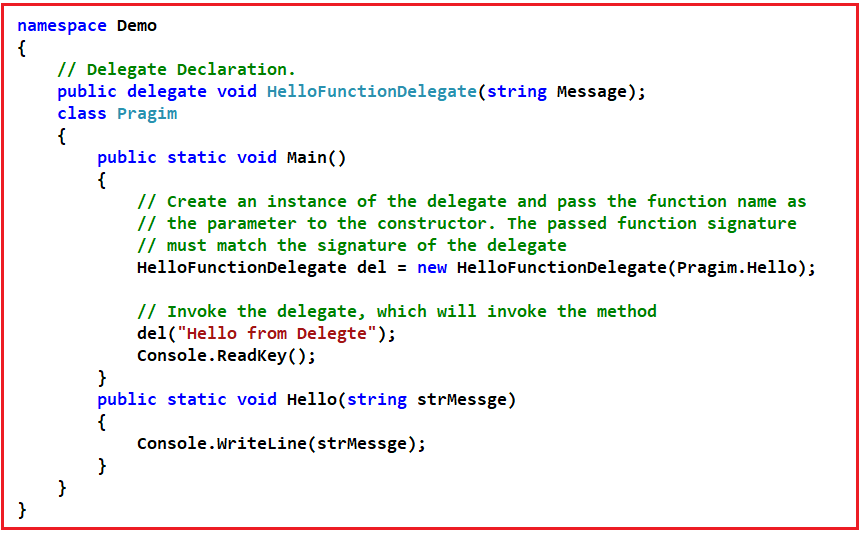 namespace Demo
{
    // Delegate Declaration.
    public delegate void HelloFunctionDelegate(string Message);
    class Pragim
    {
        public static void Main()
        {
            // Create an instance of the delegate and pass the function name as
            // the parameter to the constructor. The passed function signature
            // must match the signature of the delegate
            HelloFunctionDelegate del = new HelloFunctionDelegate(Pragim.Hello);

            // Invoke the delegate, which will invoke the method
            del("Hello from Delegte");
            Console.ReadKey();
        }
        public static void Hello(string strMessge)
        {
            Console.WriteLine(strMessge);
        }
    }
}